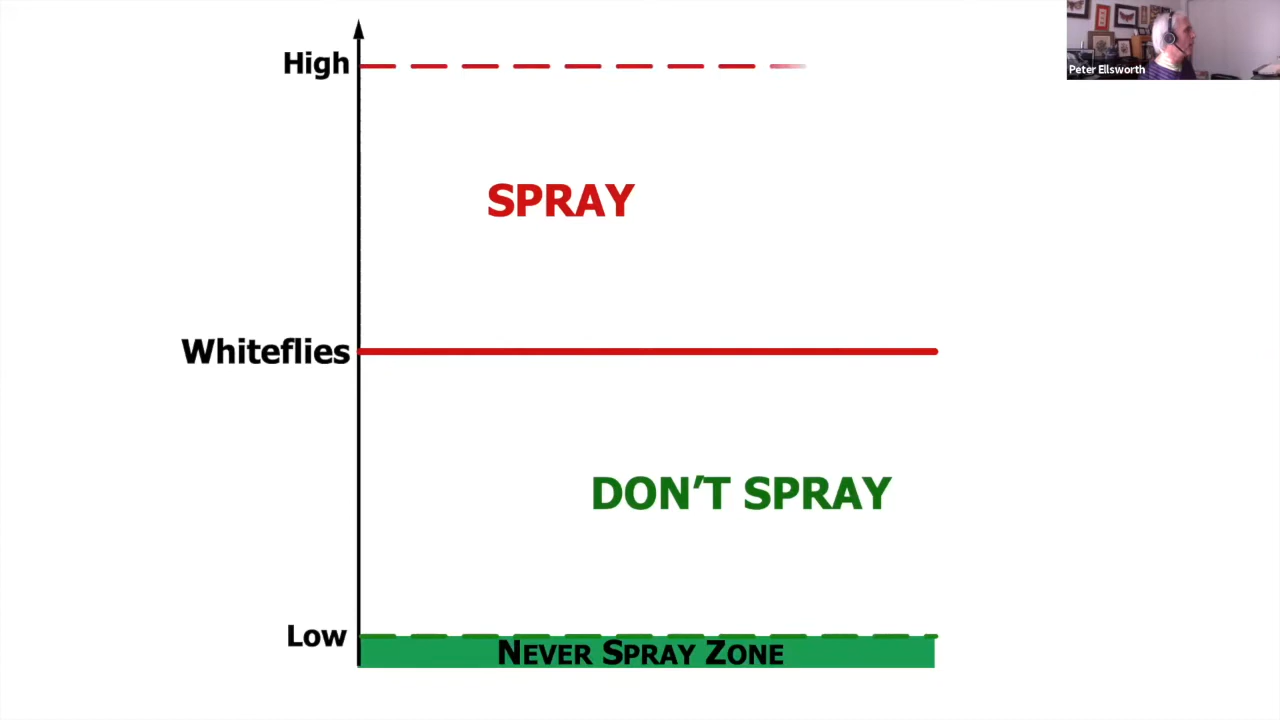 High
Peter Ellsworth
SPRAY
Whiteflies
DON'T SPRAY
Low
NEVER SPRAY ZONE